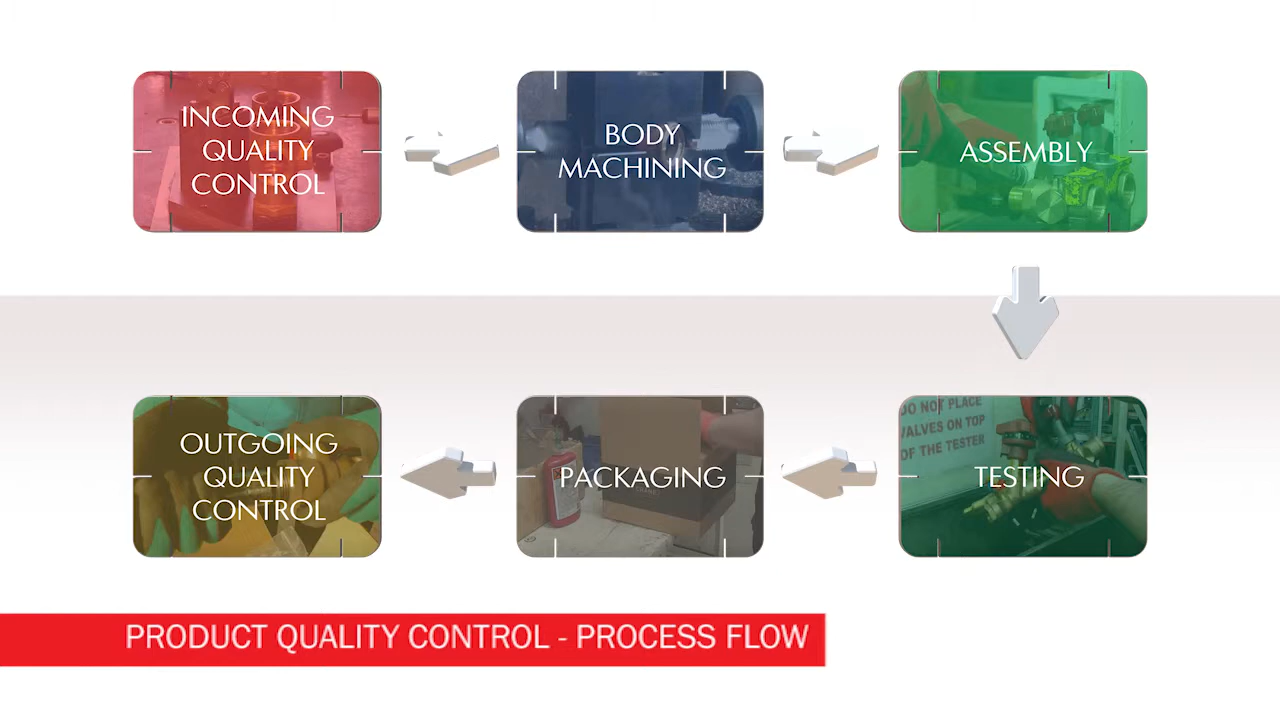 INCOMING
QUALITY
CONTROL
BODY
MACHINING
ASSEMBLY
OUTGOING
QUALITY
CONTROL
PACKAGING
DO NOT PLACE
VALVES ON TOP
OF THE TESTER
TESTING
PRODUCT QUALITY CONTROL - PROCESS FLOW